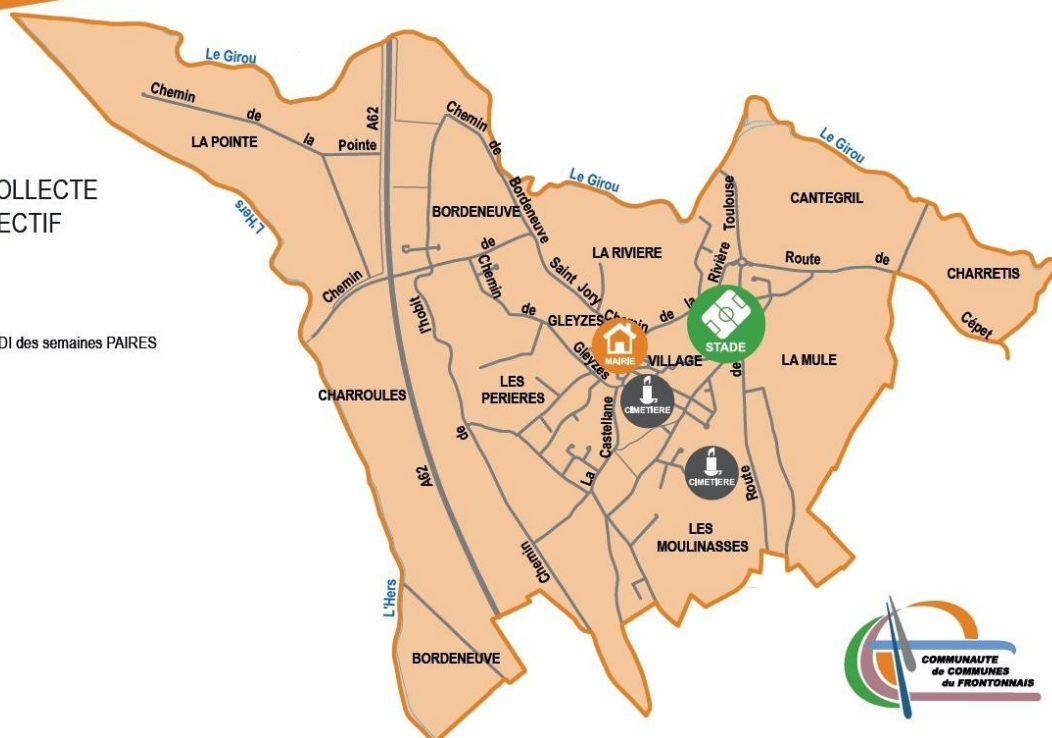 OLLECTE
ECTIF
DI des semaines PAIRES
Le Girou
Chemin de la Pointe
LA POINTE
A62
L'Hers
Chemin de Bordeneuve
BORDENEUVE
Chemin de
Saint Jory
Le Girou
LA RIVIERE
Rivière Toulouse
CANTEGRIL
Le Girou
Route de Cépet
CHARRETIS
Chemin de Gleyzes
GLEYZES
Chemin de la
MAIRIE
VILLAGE
STADE
LA MULE
CIMETIERE
CIMETIERE
LES
PERIERES
CHARROULES
Chemin de l'hobit
La Castellane
Route de
A62
LES
MOULINASSES
L'Hers
BORDENEUVE
COMMUNAUTE
de COMMUNES
du FRONTONNAIS